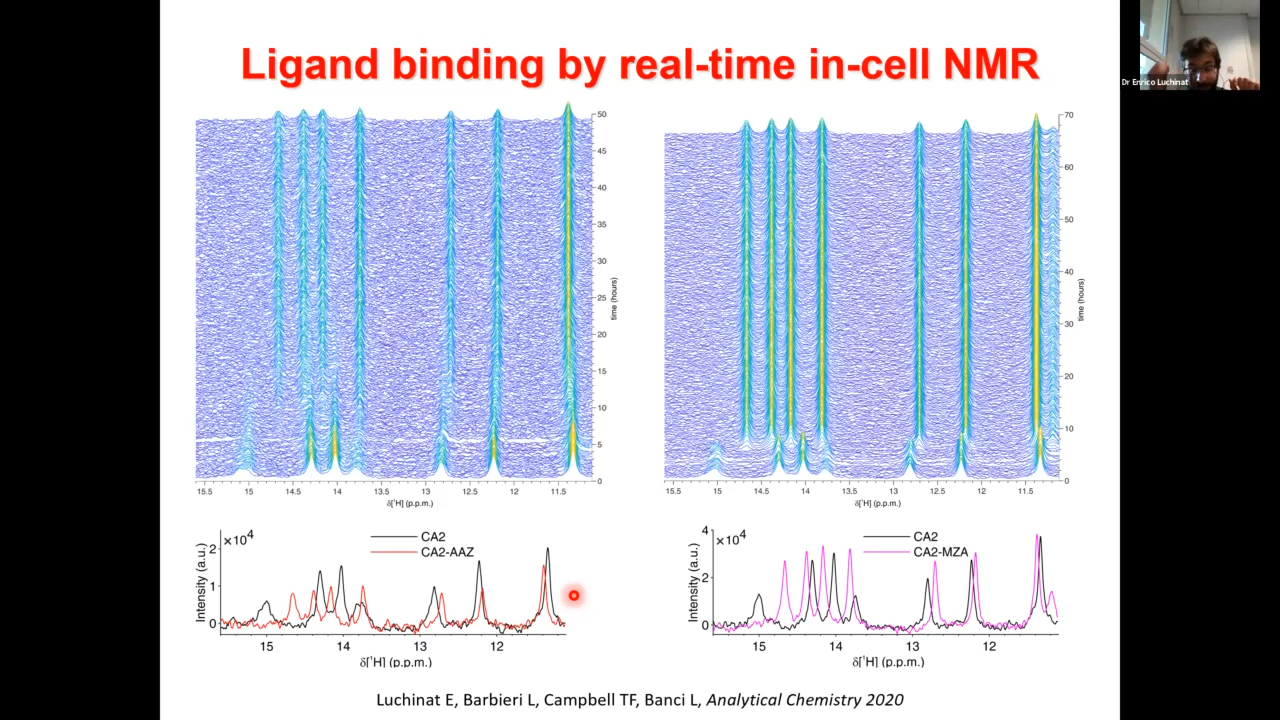 Ligand binding by real-time in-cell NMR
Dr Enrico Luchinat
50
45
40
35
30
25
20
15
10
5
0
time (hours)
15.5 15 14.5 14 13.5 13 12.5 12 11.5
δ[¹H] (p.p.m.)
70
60
50
40
30
20
10
0
time (hours)
15.5 15 14.5 14 13.5 13 12.5 12 11.5
δ[¹H] (p.p.m.)
×10⁴
CA2
CA2-AAZ
2
1
0
Intensity (a.u.)
15 14 13 12
δ[¹H] (p.p.m.)
4 ×10⁴
CA2
CA2-MZA
2
0
Intensity (a.u.)
15 14 13 12
δ[¹H] (p.p.m.)
Luchinat E, Barbieri L, Campbell TF, Banci L, Analytical Chemistry 2020